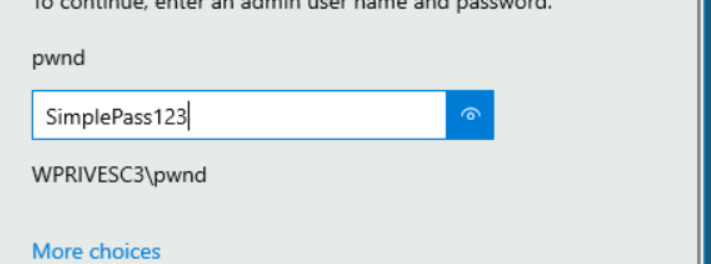 To continue, enter an admin user name and password.
pwnd
SimplePass123
WPRIVESC3\pwnd
More choices